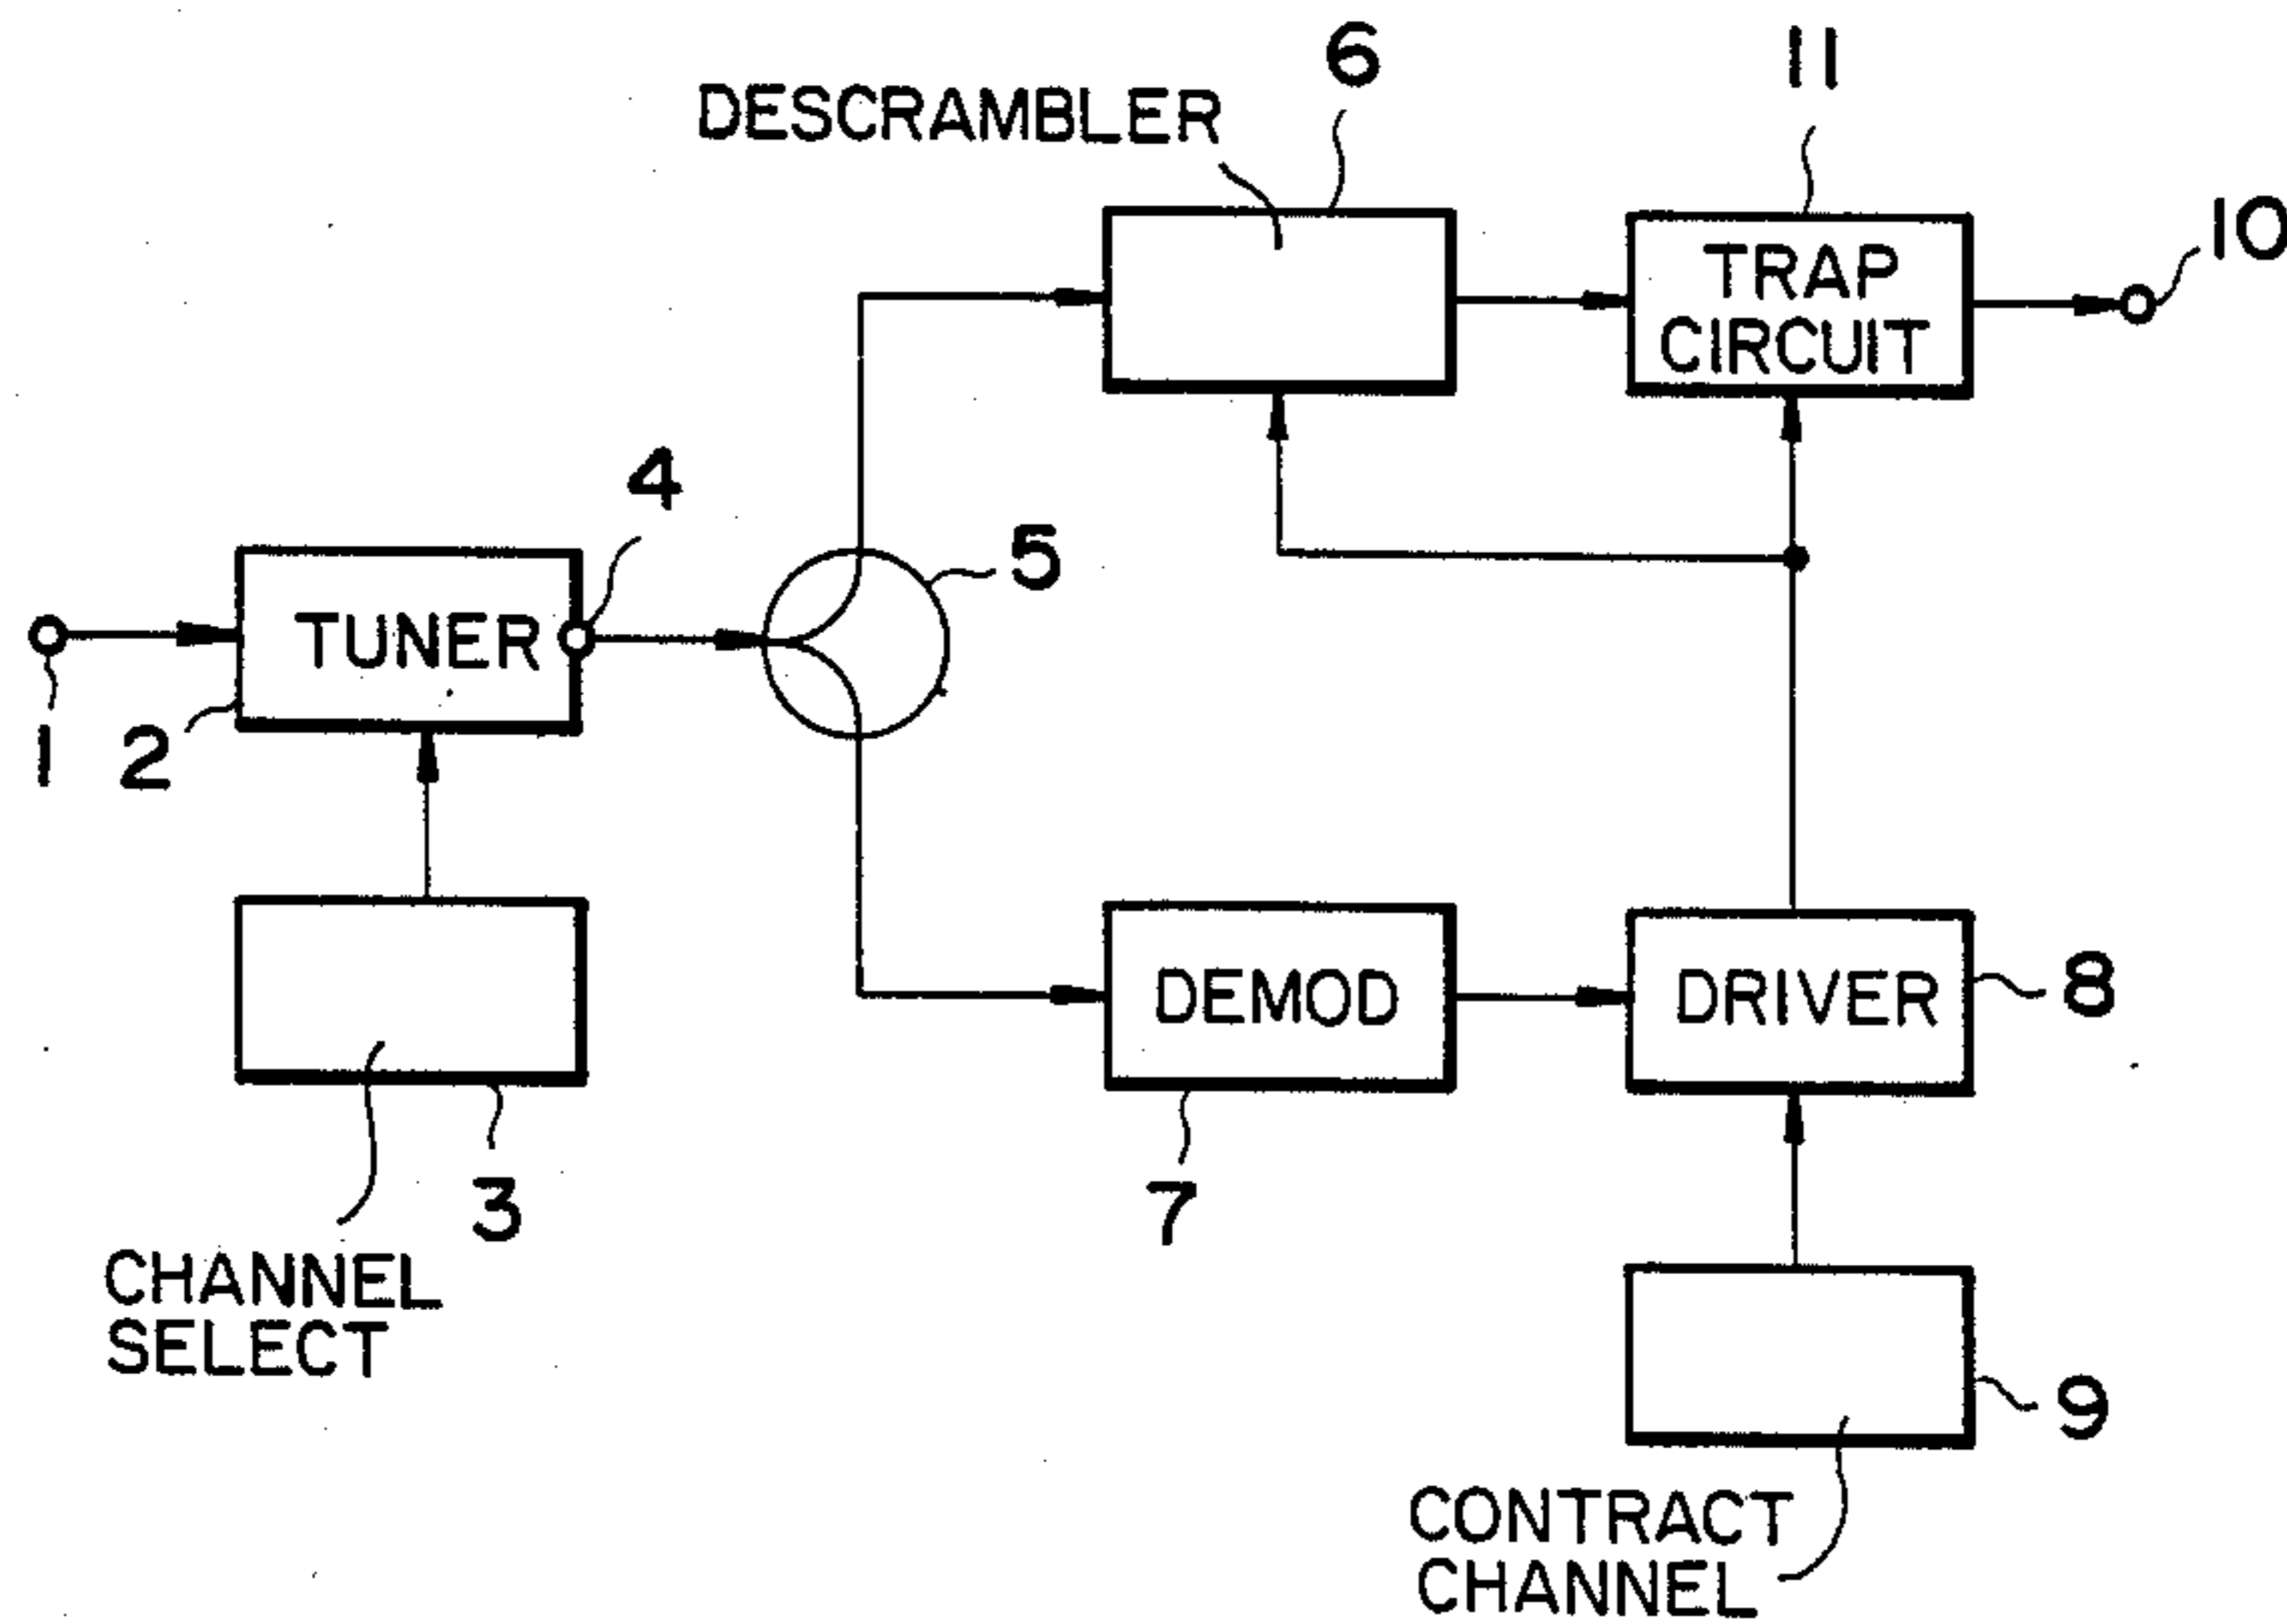 6
11
DESCRAMBLER
10
TRAP
CIRCUIT
4
5
TUNER
1
2
DEMOD
DRIVER
8
3
7
CHANNEL
SELECT
9
CONTRACT
CHANNEL